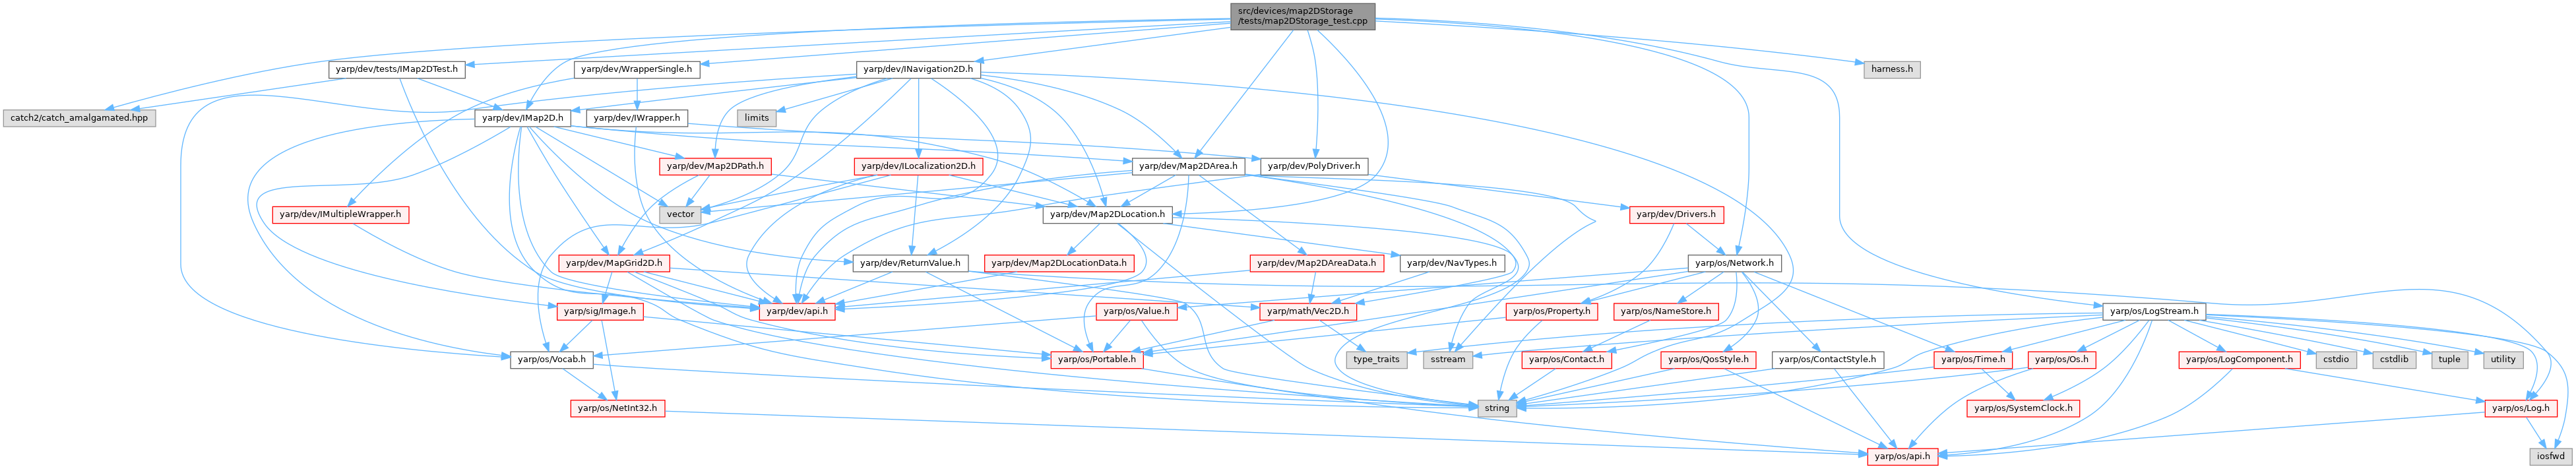 src/devices/map2DStorage
/tests/map2DStorage_test.cpp
yarp/dev/tests/IMap2DTest.h
yarp/dev/WrapperSingle.h
yarp/dev/INavigation2D.h
harness.h
catch2/catch_amalgamated.hpp
yarp/dev/IMap2D.h
yarp/dev/IWrapper.h
limits
yarp/dev/Map2DPath.h
yarp/dev/ILocalization2D.h
yarp/dev/Map2DArea.h
yarp/dev/PolyDriver.h
yarp/dev/IMultipleWrapper.h
vector
yarp/dev/Map2DLocation.h
yarp/dev/Drivers.h
yarp/dev/MapGrid2D.h
yarp/dev/ReturnValue.h
yarp/dev/Map2DLocationData.h
yarp/dev/Map2DAreaData.h
yarp/dev/NavTypes.h
yarp/os/Network.h
yarp/sig/Image.h
yarp/dev/api.h
yarp/os/Value.h
yarp/math/Vec2D.h
yarp/os/Property.h
yarp/os/NameStore.h
yarp/os/LogStream.h
yarp/os/Vocab.h
yarp/os/Portable.h
type_traits
sstream
yarp/os/Contact.h
yarp/os/QosStyle.h
yarp/os/ContactStyle.h
yarp/os/Time.h
yarp/os/Os.h
yarp/os/LogComponent.h
cstdio
cstdlib
tuple
utility
yarp/os/NetInt32.h
string
yarp/os/SystemClock.h
yarp/os/Log.h
yarp/os/api.h
iosfwd